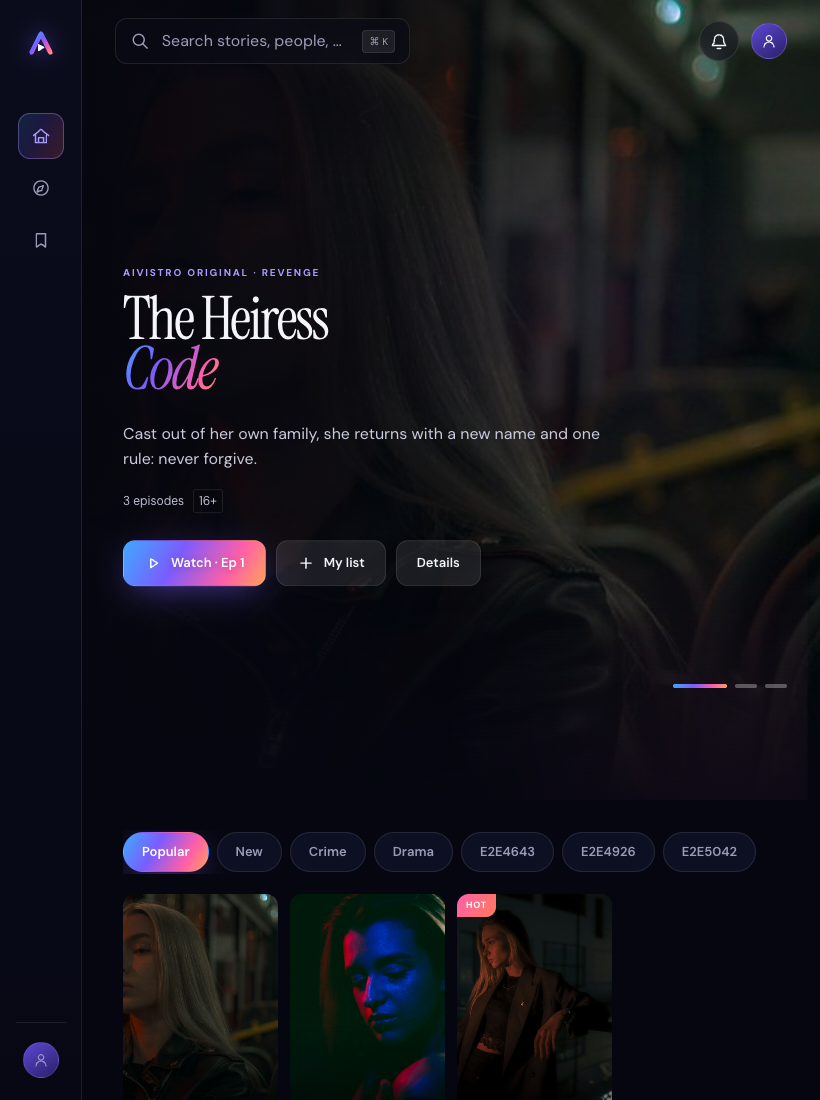 Search stories, people, ...
⌘ K
AIVISTRO ORIGINAL · REVENGE
The Heiress
Code
Cast out of her own family, she returns with a new name and one
rule: never forgive.
3 episodes 16+
Watch · Ep 1 My list Details
Popular New Crime Drama E2E4643 E2E4926 E2E5042
HOT